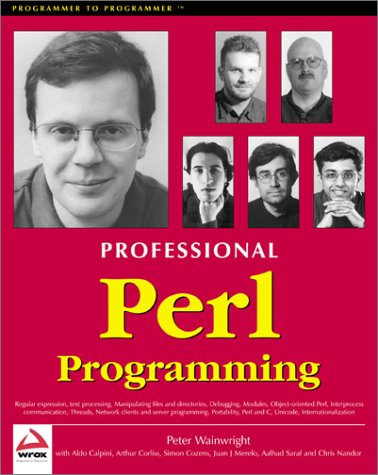 PROGRAMMER TO PROGRAMMER ™
PROFESSIONAL
Perl
Programming
Regular expression, text processing, Manipulating files and directories, Debugging, Modules, Object-oriented Perl, Interprocess
communication, Threads, Network clients and server programming, Portability, Perl and C, Unicode, Internationalization
Peter Wainwright
with Aldo Calpini, Arthur Corliss, Simon Cozens, Juan J Merelo, Aalhad Saraf and Chris Nandor
wrox